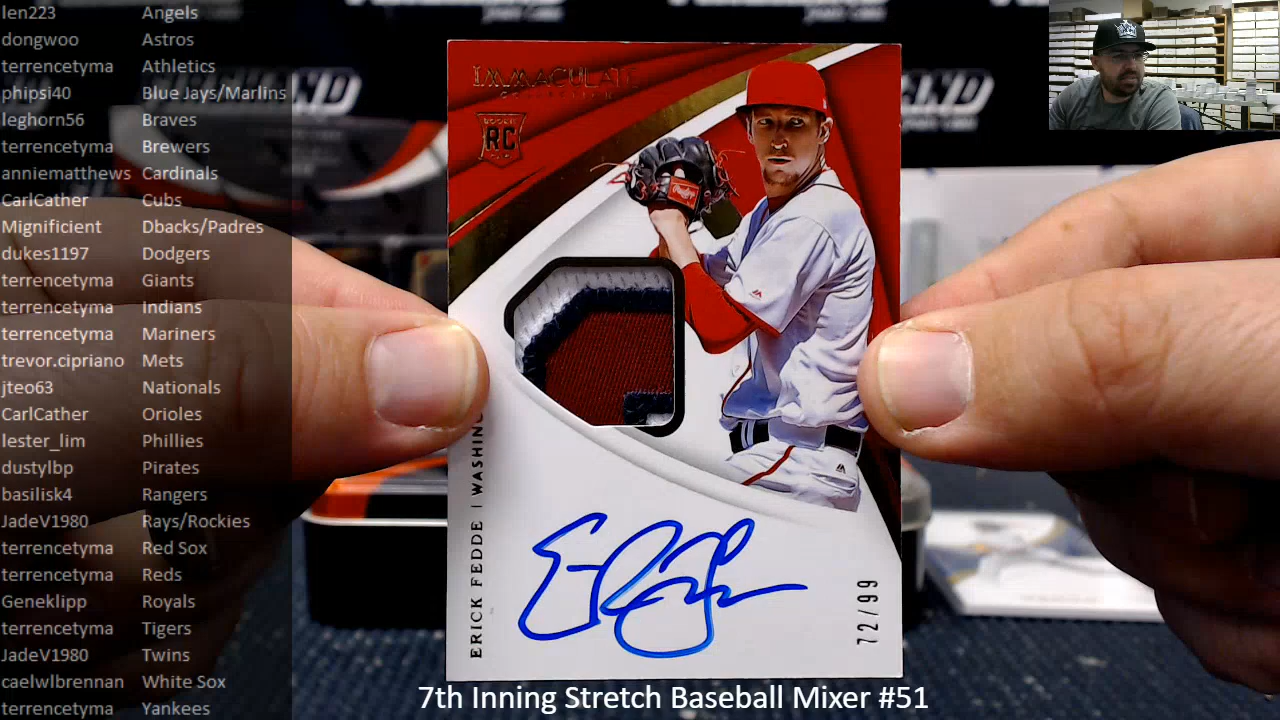 len223 Angels
dongwoo Astros
terrencetyma Athletics
phipsi40 Blue Jays/Marlins
leghorn56 Braves
terrencetyma Brewers
anniematthews Cardinals
CarlCather Cubs
Mignificient Dbacks/Padres
dukes1197 Dodgers
terrencetyma Giants
terrencetyma Indians
terrencetyma Mariners
trevor.cipriano Mets
jteo63 Nationals
CarlCather Orioles
lester_lim Phillies
dustylbp Pirates
basilisk4 Rangers
JadeV1980 Rays/Rockies
terrencetyma Red Sox
terrencetyma Reds
Geneklipp Royals
terrencetyma Tigers
JadeV1980 Twins
caelwlbrennan White Sox
terrencetyma Yankees
IMMACULATE
COLLECTION
ROOKIE
RC
Rawlings
ERICK FEDDE | WASHING
72/99
7th Inning Stretch Baseball Mixer #51